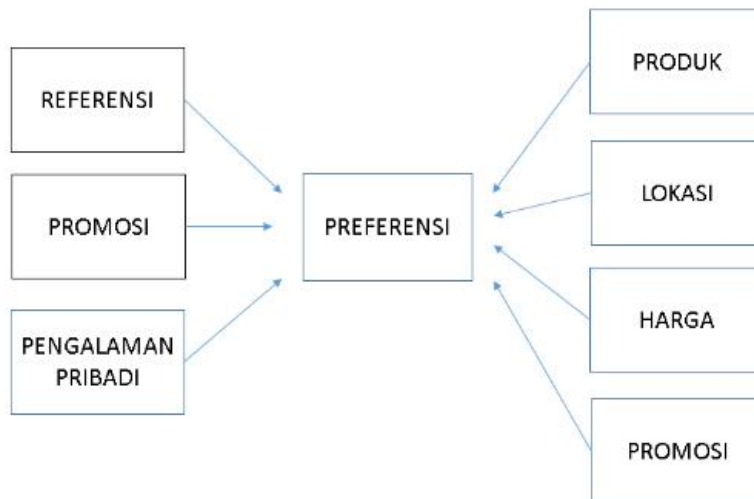 REFERENSI
PROMOSI
PENGALAMAN
PRIBADI
PREFERENSI
PRODUK
LOKASI
HARGA
PROMOSI